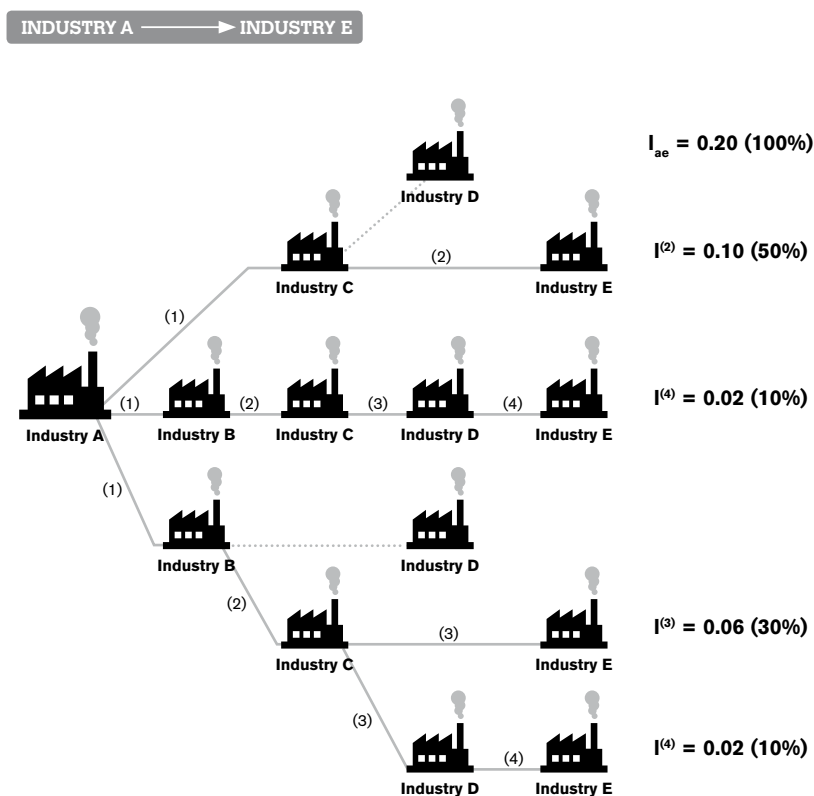 INDUSTRY A INDUSTRY E
I_ae = 0.20 (100%)
Industry D
(2)
I^(2) = 0.10 (50%)
Industry C
Industry E
(1)
(1)
(2)
(3)
(4)
I^(4) = 0.02 (10%)
Industry A
Industry B
Industry C
Industry D
Industry E
(1)
Industry B
Industry D
(2)
(3)
I^(3) = 0.06 (30%)
Industry C
Industry E
(3)
(4)
I^(4) = 0.02 (10%)
Industry D
Industry E